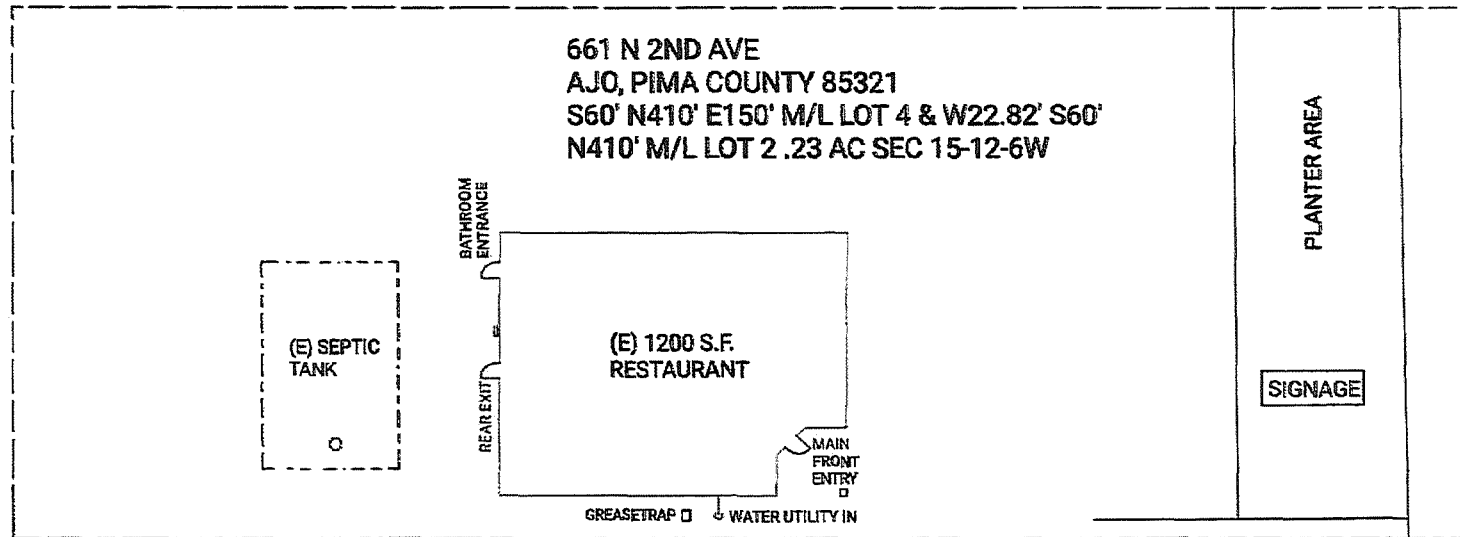 661 N 2ND AVE
AJO, PIMA COUNTY 85321
S60' N410' E150' M/L LOT 4 & W22.82' S60'
N410' M/L LOT 2 .23 AC SEC 15-12-6W
PLANTER AREA
BATHROOM
ENTRANCE
(E) SEPTIC
TANK
(E) 1200 S.F.
RESTAURANT
SIGNAGE
REAR EXIT
MAIN
FRONT
ENTRY
GREASETRAP
WATER UTILITY IN